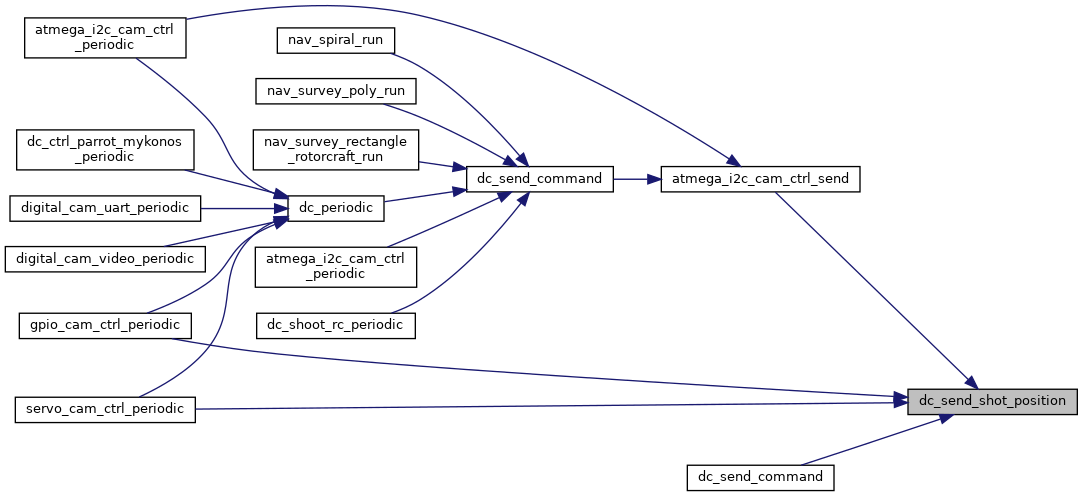 atmega_i2c_cam_ctrl
_periodic
nav_spiral_run
nav_survey_poly_run
dc_ctrl_parrot_mykonos
_periodic
nav_survey_rectangle
_rotorcraft_run
dc_send_command
atmega_i2c_cam_ctrl_send
digital_cam_uart_periodic
dc_periodic
digital_cam_video_periodic
atmega_i2c_cam_ctrl
_periodic
gpio_cam_ctrl_periodic
dc_shoot_rc_periodic
servo_cam_ctrl_periodic
dc_send_shot_position
dc_send_command